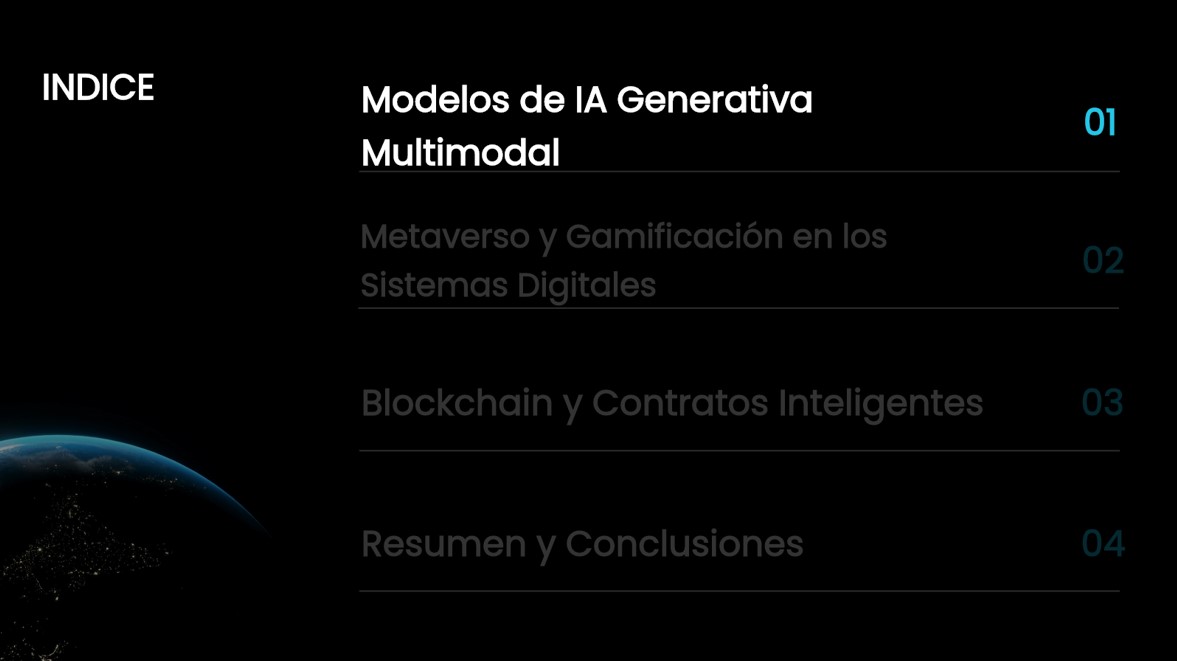 INDICE
Modelos de IA Generativa
Multimodal
01
Metaverso y Gamificación en los
Sistemas Digitales
02
Blockchain y Contratos Inteligentes
03
Resumen y Conclusiones
04